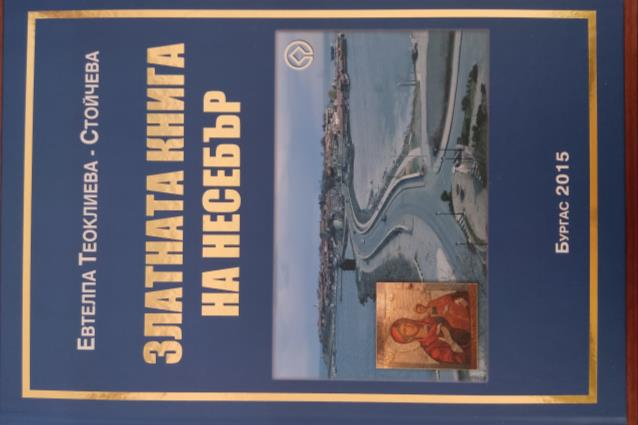 ЕВТЕЛПА ТЕОКЛИЕВА - СТОЙЧЕВА
ЗЛАТНАТА КНИГА
НА НЕСЕБЪР
БУРГАС 2015